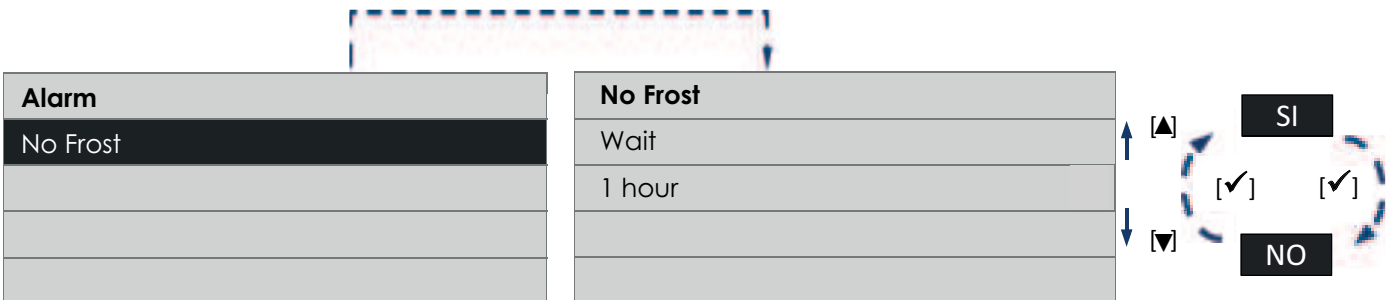 Alarm
No Frost
No Frost
Wait
1 hour
[▲]
[▼]
SI
[✔] [✔]
NO